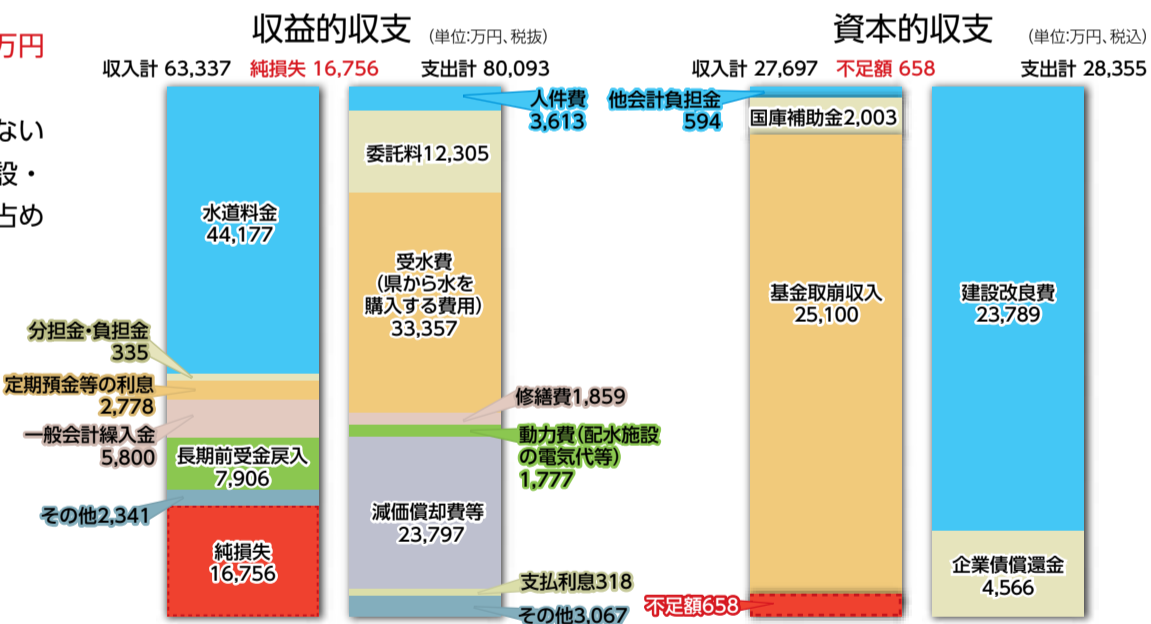 万円
ない
設・
占め
収益的収支 (単位:万円、税抜)
収入計 63,337 純損失 16,756 支出計 80,093
水道料金
44,177
分担金・負担金
335
定期預金等の利息
2,778
一般会計繰入金
5,800
長期前受金戻入
7,906
その他2,341
純損失
16,756
人件費
3,613
委託料12,305
受水費
(県から水を
購入する費用)
33,357
修繕費1,859
動力費(配水施設
の電気代等)
1,777
減価償却費等
23,797
支払利息318
その他3,067
資本的収支 (単位:万円、税込)
収入計 27,697 不足額 658 支出計 28,355
他会計負担金
594
国庫補助金2,003
基金取崩収入
25,100
不足額658
建設改良費
23,789
企業債償還金
4,566